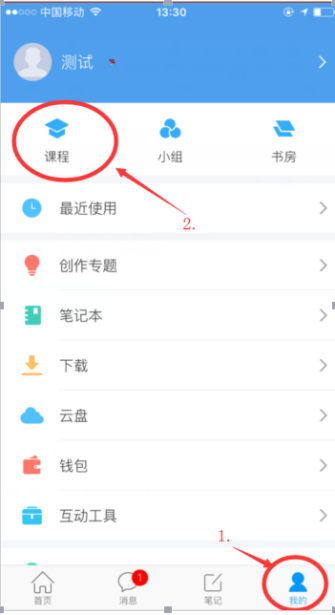 中国移动 13:30
测试
课程 小组 书房
2.
最近使用
创作专题
笔记本
下载
云盘
钱包
互动工具
1.
1
首页 消息 笔记 我的